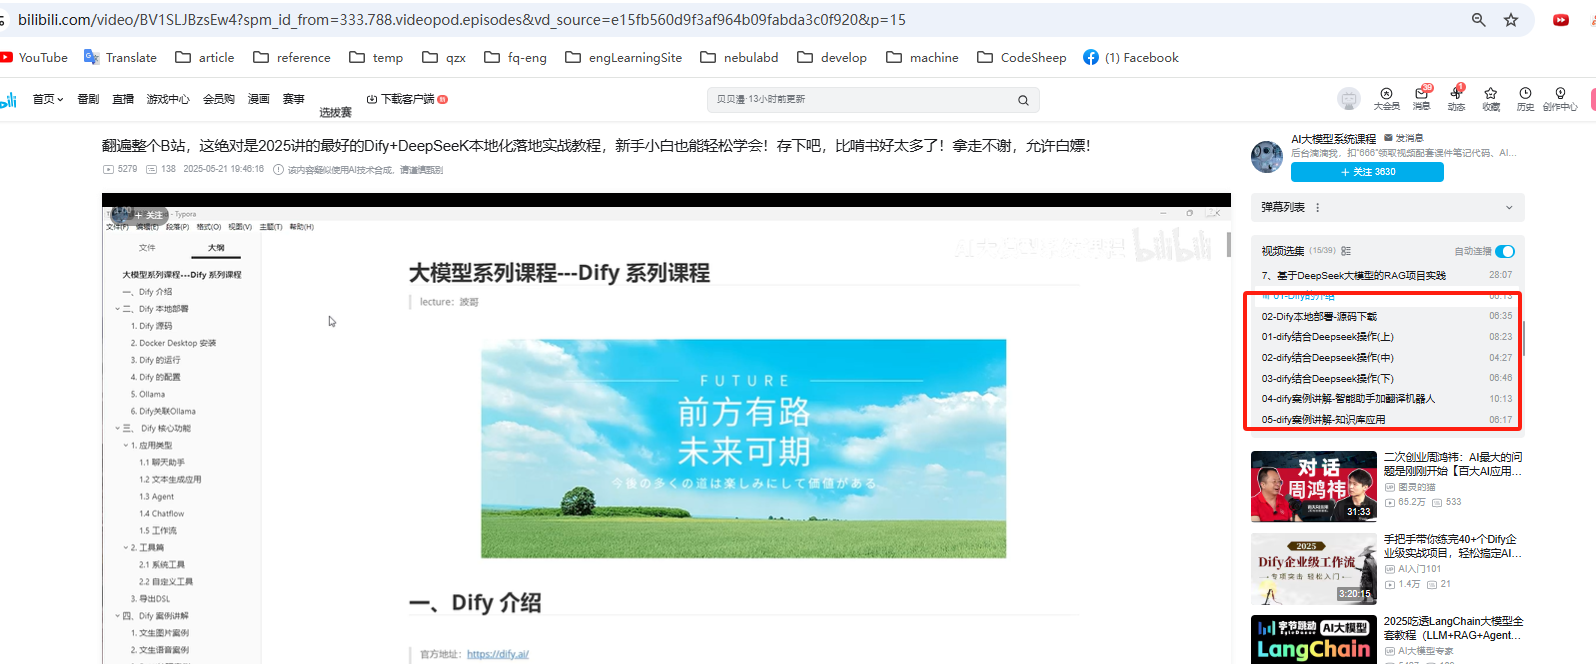 bilibili.com/video/BV1SLJBzsEw4?spm_id_from=333.788.videopod.episodes&vd_source=e15fb560d9f3af964b09fabda3c0f920&p=15
YouTube Translate article reference temp qzx fq-eng engLearningSite nebulabd develop machine CodeSheep (1) Facebook
首页 番剧 直播 游戏中心 会员购 漫画 赛事 选拔赛 下载客户端
贝贝瀊·13小时前更新
大会员 消息 39 动态 1 收藏 历史 创作中心
翻遍整个B站，这绝对是2025讲的最好的Dify+DeepSeeK本地化落地实战教程，新手小白也能轻松学会！存下吧，比啃书好太多了！拿走不谢，允许白嫖！
5279 138 2025-05-21 19:46:16 该内容疑似使用AI技术合成，请谨慎甄别
+ 关注 - Typora
文件(F) 编辑(E) 段落(P) 格式(O) 视图(V) 主题(T) 帮助(H)
文件 大纲
大模型系列课程---Dify 系列课程
一、Dify 介绍
二、Dify 本地部署
1. Dify 源码
2. Docker Desktop 安装
3. Dify 的运行
4. Dify 的配置
5. Ollama
6. Dify关联Ollama
三、 Dify 核心功能
1. 应用类型
1.1 聊天助手
1.2 文本生成应用
1.3 Agent
1.4 Chatflow
1.5 工作流
2. 工具篇
2.1 系统工具
2.2 自定义工具
3. 导出DSL
四、Dify 案例讲解
1. 文生图片案例
2. 文生语音案例
bilibili
大模型系列课程---Dify 系列课程
lecture：波哥
FUTURE
前方有路
未来可期
今後の多くの道は楽しみにして価値がある
一、Dify 介绍
官方地址：https://dify.ai/
AI大模型系统课程 发消息
后台滴滴我，扣"666"领取视频配套课件笔记代码、AI...
+ 关注 3630
弹幕列表
视频选集 (15/39) 自动连播
7、基于DeepSeek大模型的RAG项目实践 28:07
01-Dify的介绍 06:13
02-Dify本地部署-源码下载 06:35
01-dify结合Deepseek操作(上) 08:23
02-dify结合Deepseek操作(中) 04:27
03-dify结合Deepseek操作(下) 06:46
04-dify案例讲解-智能助手加翻译机器人 10:13
05-dify案例讲解-知识库应用 06:17
对话
周鸿祎
31:33
二次创业周鸿祎：AI最大的问
题是刚刚开始【百大AI应用...
图灵的猫
65.2万 533
2025
Dify企业级工作流
专项突击 轻松入门
3:20:15
手把手带你练完40+个Dify企
业级实战项目，轻松搞定AI...
AI入门101
1.4万 21
字节跳动 AI大模型
LangChain
2025吃透LangChain大模型全
套教程（LLM+RAG+Agent...
AI大模型专家